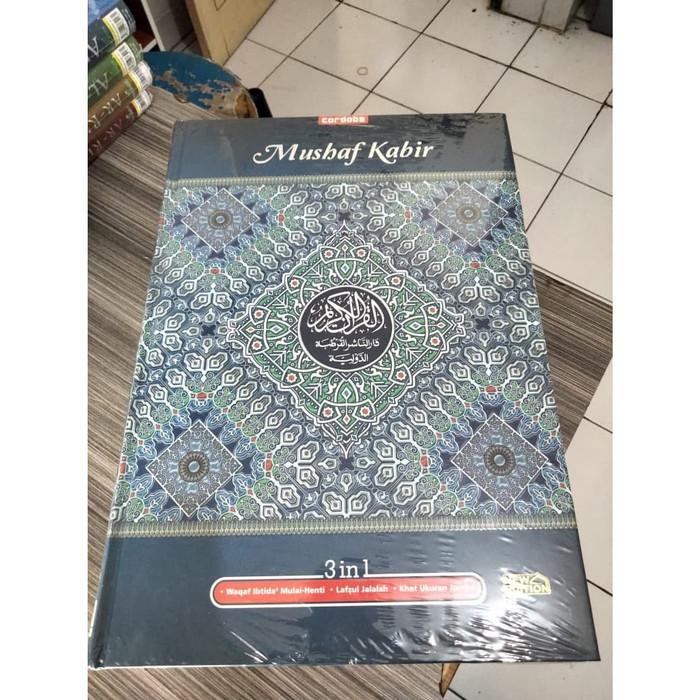 cordoba
Mushaf Kabir
القرآن الكريم
دار الناشر القرطبة
الدولية
3 in 1
• Waqaf Ibtida' Mulai-Henti • Lafzul Jalalah • Khat Ukuran
NEW EDITION